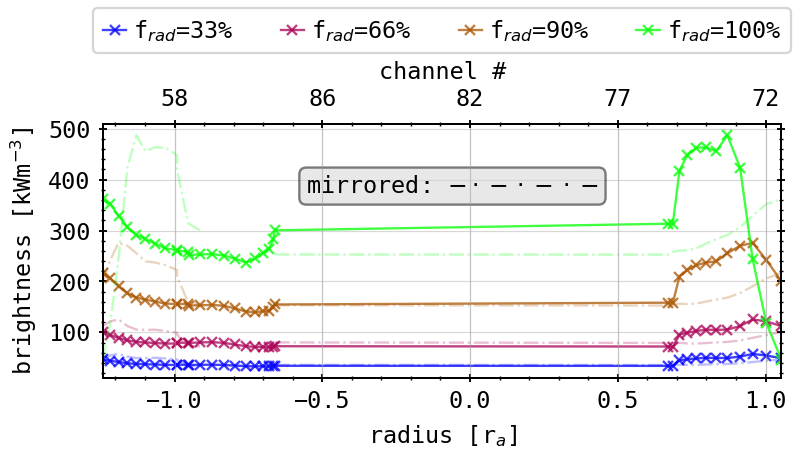 f_rad=33% f_rad=66% f_rad=90% f_rad=100%
channel #
58 86 82 77 72
500
400
300
200
100
brightness [kWm⁻³]
mirrored:
−1.0 −0.5 0.0 0.5 1.0
radius [r_a]